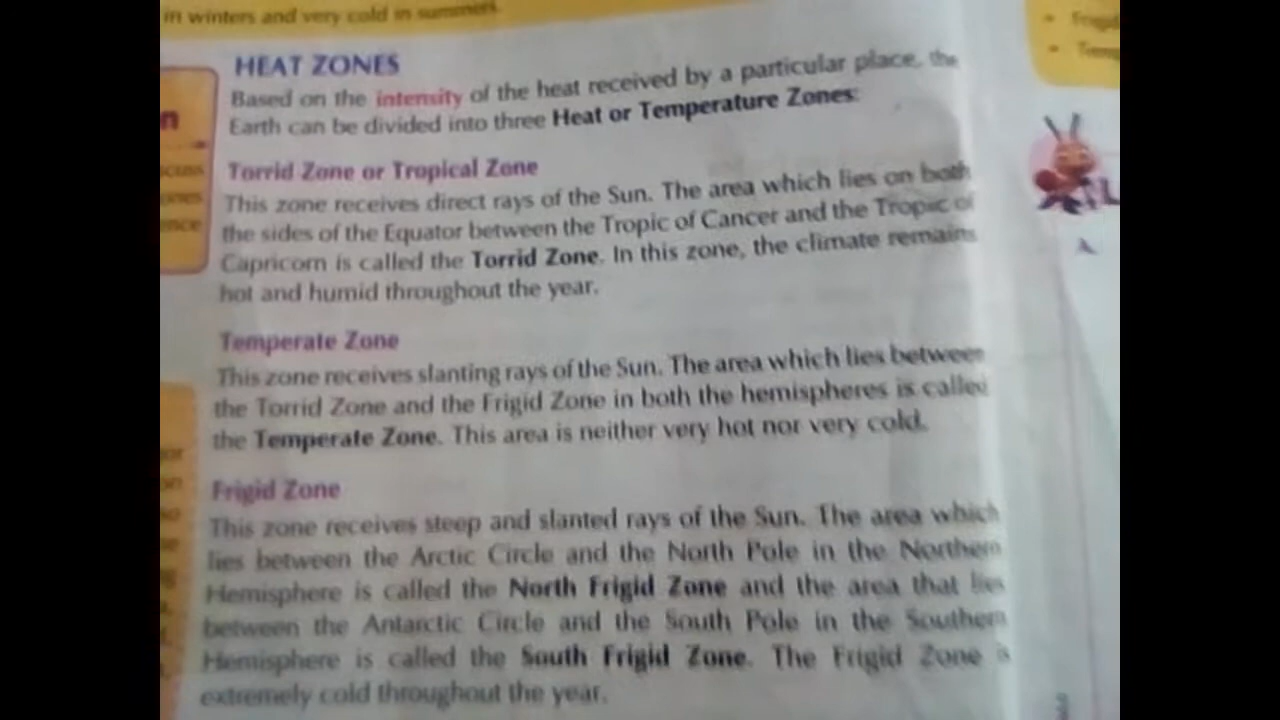 in winters and very cold in summers.
HEAT ZONES
Based on the intensity of the heat received by a particular place, the
Earth can be divided into three Heat or Temperature Zones:
Torrid Zone or Tropical Zone
This zone receives direct rays of the Sun. The area which lies on both
the sides of the Equator between the Tropic of Cancer and the Tropic of
Capricorn is called the Torrid Zone. In this zone, the climate remains
hot and humid throughout the year.
Temperate Zone
This zone receives slanting rays of the Sun. The area which lies between
the Torrid Zone and the Frigid Zone in both the hemispheres is called
the Temperate Zone. This area is neither very hot nor very cold.
Frigid Zone
This zone receives steep and slanted rays of the Sun. The area which
lies between the Arctic Circle and the North Pole in the Northern
Hemisphere is called the North Frigid Zone and the area that lies
between the Antarctic Circle and the South Pole in the Southern
Hemisphere is called the South Frigid Zone. The Frigid Zone is
extremely cold throughout the year.